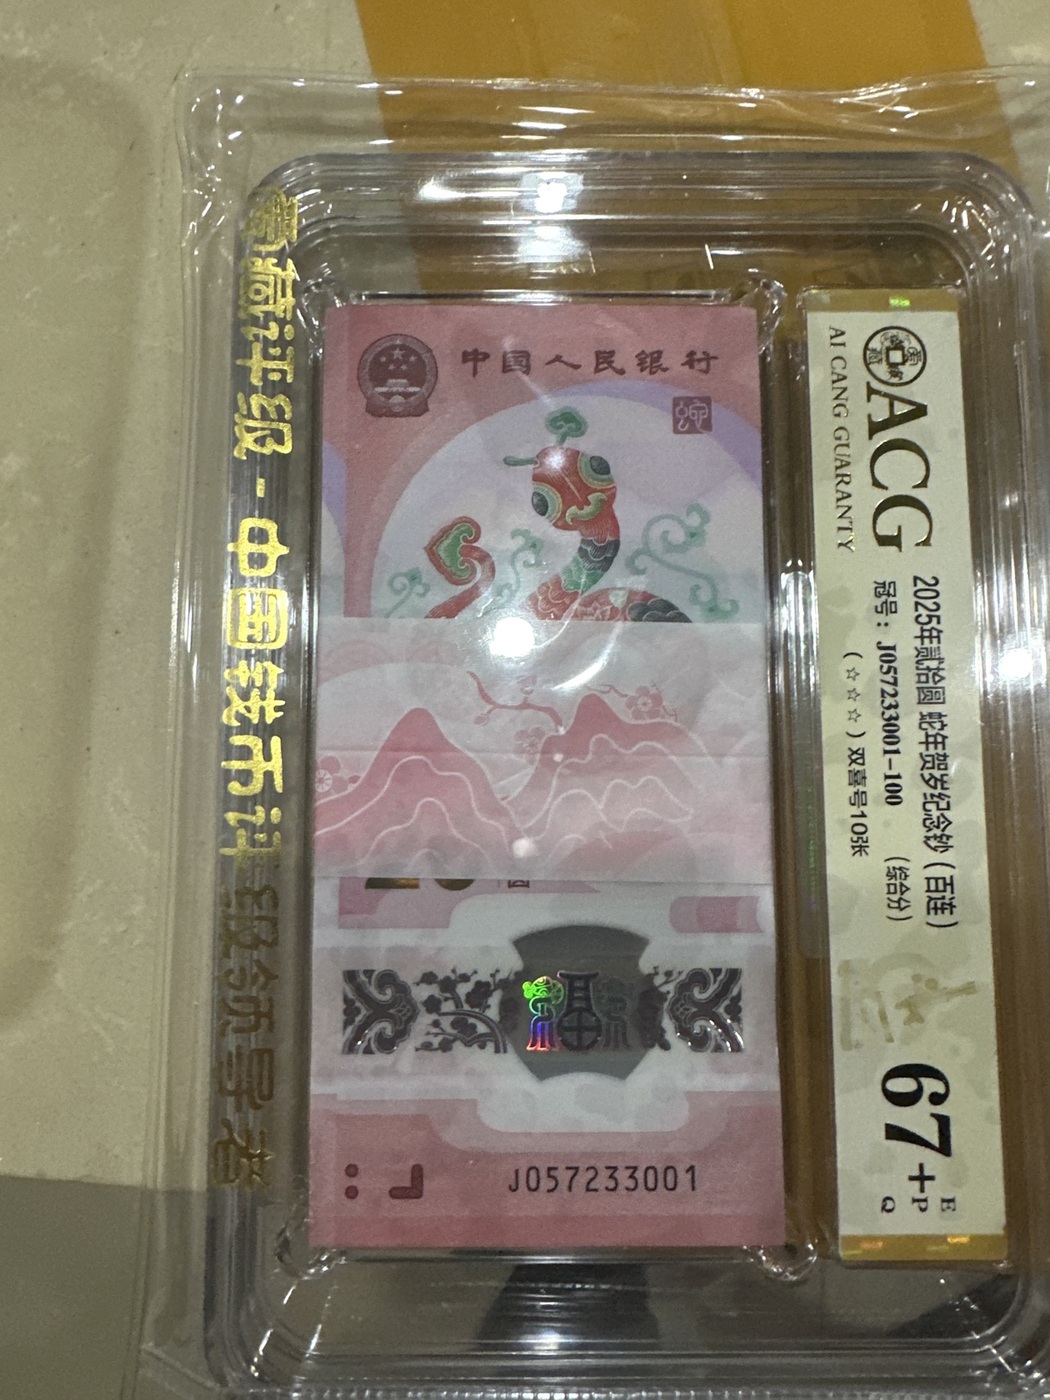 爱藏评级 - 中国钱币评级领导者
中国人民银行
J057233001
ACG
AI CANG GUARANTY
2025年贰拾圆 蛇年贺岁纪念钞（百连）
冠号：J057233001-100 （综合分）
（☆☆☆）双喜号10张
67+
E
P
Q